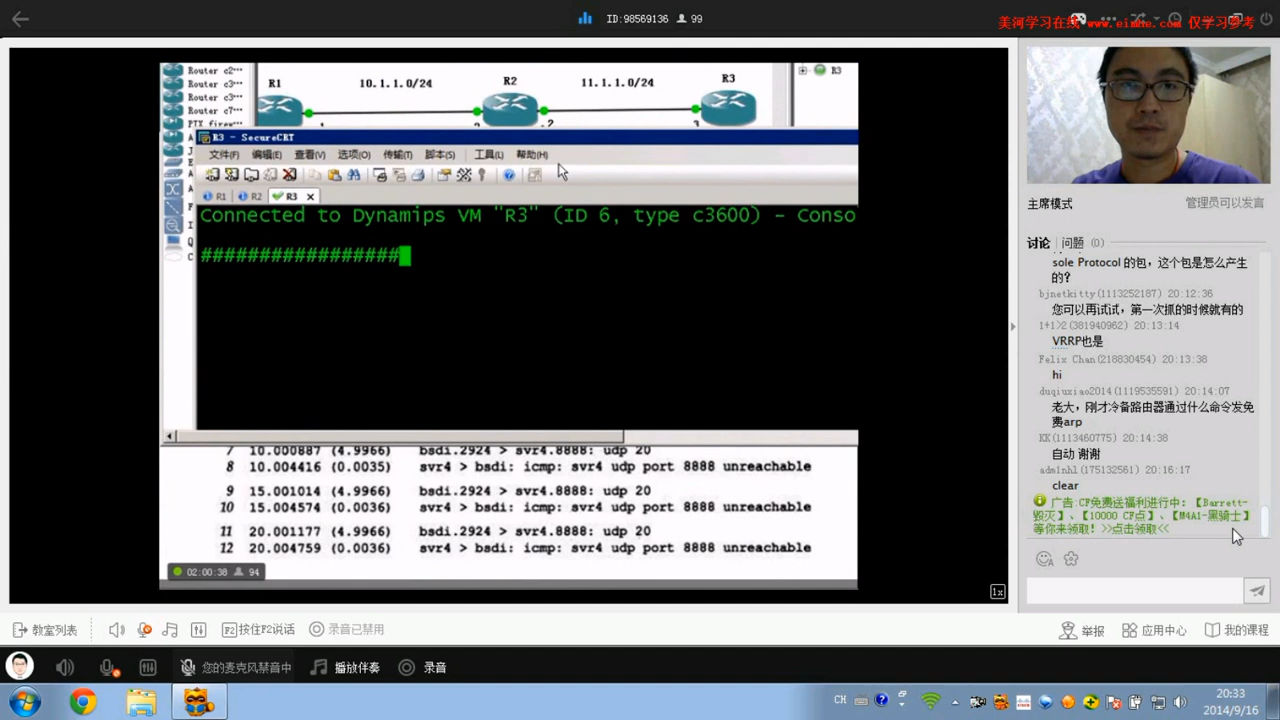 ID:98569136 99
美河学习在线 www.eimhe.com 仅学习参考
Router c2···
Router c3···
Router c3···
Router c7···
PIX firew···
R1
10.1.1.0/24
R2
11.1.1.0/24
R3
R3
.2
R3 - SecureCRT
文件(F) 编辑(E) 查看(V) 选项(O) 传输(T) 脚本(S) 工具(L) 帮助(H)
R1 R2 R3
Connected to Dynamips VM "R3" (ID 6, type c3600) - Conso
#################
7 10.000887 (4.9966) bsdi.2924 > svr4.8888: udp 20
8 10.004416 (0.0035) svr4 > bsdi: icmp: svr4 udp port 8888 unreachable
9 15.001014 (4.9966) bsdi.2924 > svr4.8888: udp 20
10 15.004574 (0.0036) svr4 > bsdi: icmp: svr4 udp port 8888 unreachable
11 20.001177 (4.9966) bsdi.2924 > svr4.8888: udp 20
12 20.004759 (0.0036) svr4 > bsdi: icmp: svr4 udp port 8888 unreachable
02:00:38 94
1x
主席模式 管理员可以发言
讨论 问题 (0)
sole Protocol 的包，这个包是怎么产生
的?
bjnetkitty(1113252187) 20:12:36
您可以再试试，第一次抓的时候就有的
1+1>2(381940962) 20:13:14
VRRP也是
Felix Chan(218830454) 20:13:38
hi
duqiuxiao2014(1119535591) 20:14:07
老大，刚才冷备路由器通过什么命令发免
费arp
KK(1113460775) 20:14:38
自动 谢谢
adm1nhl(175132561) 20:16:17
clear
广告:CF免费送福利进行中：【Barrett-
毁灭】、【10000 CF点】、【M4A1-黑骑士】
等你来领取! >>点击领取<<
教室列表 F2 按住F2说话 录音已禁用 举报 应用中心 我的课程
您的麦克风禁音中 播放伴奏 录音
CH 20:33
2014/9/16